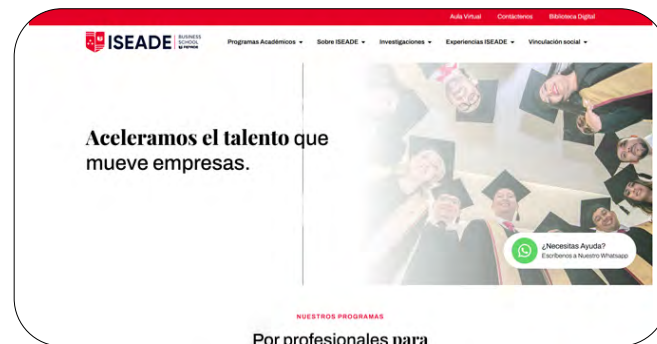 Aula Virtual Contáctenos Biblioteca Digital
ISEADE BUSINESS SCHOOL
Programas Académicos Sobre ISEADE Investigaciones Experiencias ISEADE Vinculación social
Aceleramos el talento que
mueve empresas.
¿Necesitas Ayuda?
Escríbenos a Nuestro Whatsapp
NUESTROS PROGRAMAS
Por profesionales para